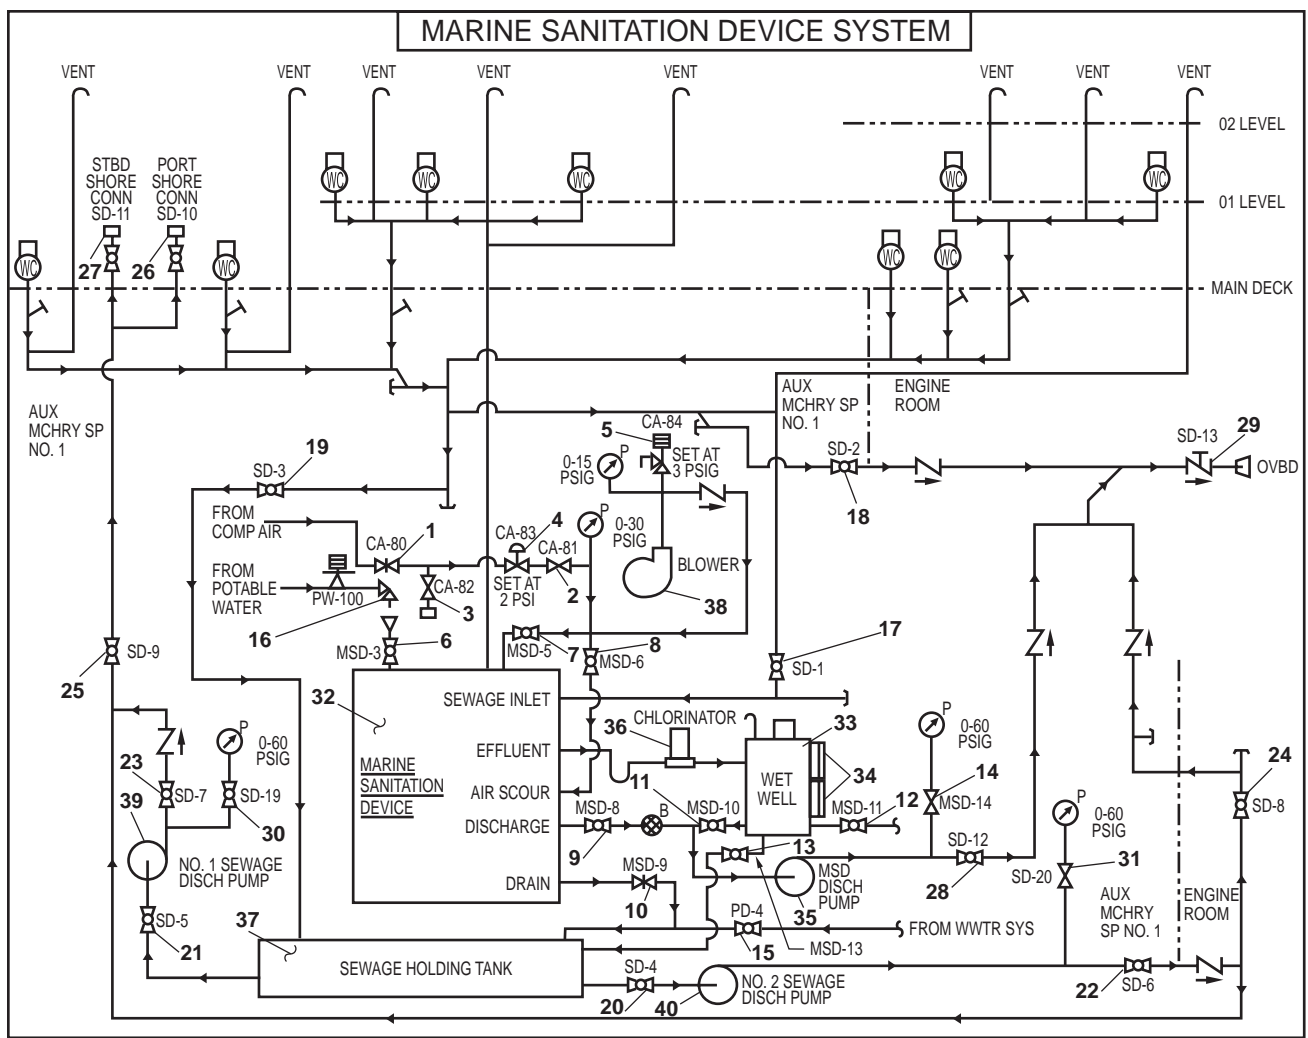 MARINE SANITATION DEVICE SYSTEM
VENT
VENT
VENT
VENT
VENT
VENT
VENT
VENT
02 LEVEL
STBD
SHORE
CONN
SD-11
PORT
SHORE
CONN
SD-10
WC
WC
WC
WC
WC
01 LEVEL
27
26
WC
WC
WC
WC
MAIN DECK
AUX
MCHRY SP
NO. 1
AUX
MCHRY SP
NO. 1
ENGINE
ROOM
19
SD-3
5
CA-84
SET AT
3 PSIG
0-15
PSIG
P
SD-2
18
SD-13
29
OVBD
FROM
COMP AIR
1
CA-80
CA-83
4
CA-81
2
SET AT
2 PSI
P
0-30
PSIG
BLOWER
38
FROM
POTABLE
WATER
PW-100
16
CA-82
3
MSD-3
6
MSD-5
7
8
MSD-6
17
SD-1
SD-9
25
32
SEWAGE INLET
CHLORINATOR
36
33
EFFLUENT
MARINE
SANITATION
DEVICE
AIR SCOUR
DISCHARGE
DRAIN
WET
WELL
34
P
0-60
PSIG
14
MSD-14
MSD-8
9
B
11
MSD-10
MSD-11
12
P
0-60
PSIG
23
SD-7
39
SD-19
30
NO. 1 SEWAGE
DISCH PUMP
13
MSD-9
10
MSD
DISCH
PUMP
35
SD-12
28
P
0-60
PSIG
SD-20
31
24
SD-8
SD-5
21
37
SEWAGE HOLDING TANK
PD-4
15
MSD-13
FROM WWTR SYS
AUX
MCHRY
SP NO. 1
ENGINE
ROOM
SD-4
20
40
NO. 2 SEWAGE
DISCH PUMP
22
SD-6